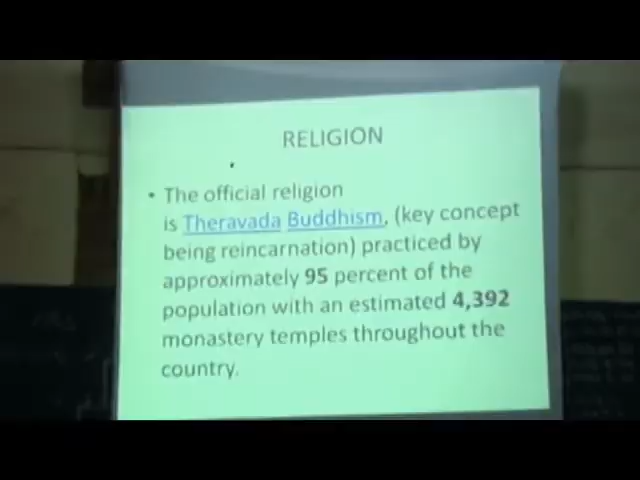 RELIGION
• The official religion
is Theravada Buddhism, (key concept
being reincarnation) practiced by
approximately 95 percent of the
population with an estimated 4,392
monastery temples throughout the
country.